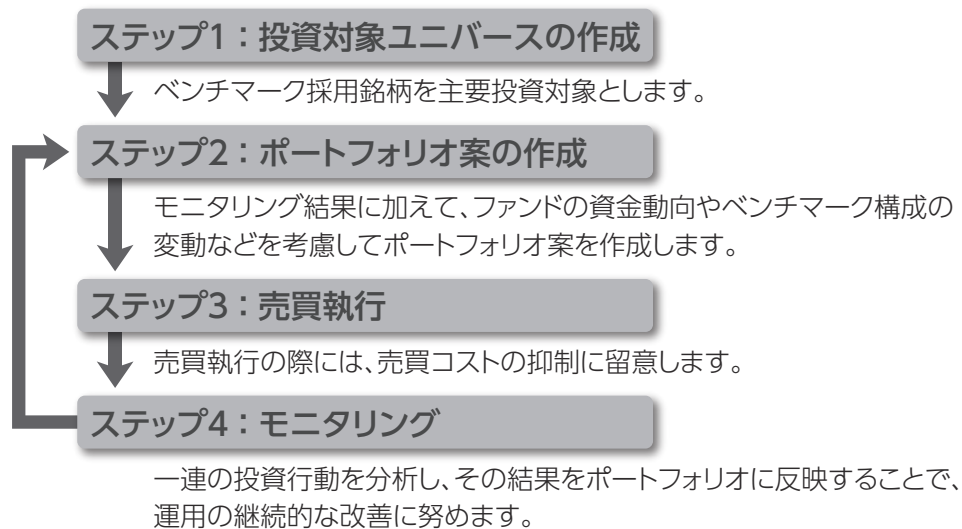 ステップ1：投資対象ユニバースの作成
ベンチマーク採用銘柄を主要投資対象とします。
ステップ2：ポートフォリオ案の作成
モニタリング結果に加えて、ファンドの資金動向やベンチマーク構成の
変動などを考慮してポートフォリオ案を作成します。
ステップ3：売買執行
売買執行の際には、売買コストの抑制に留意します。
ステップ4：モニタリング
一連の投資行動を分析し、その結果をポートフォリオに反映することで、
運用の継続的な改善に努めます。